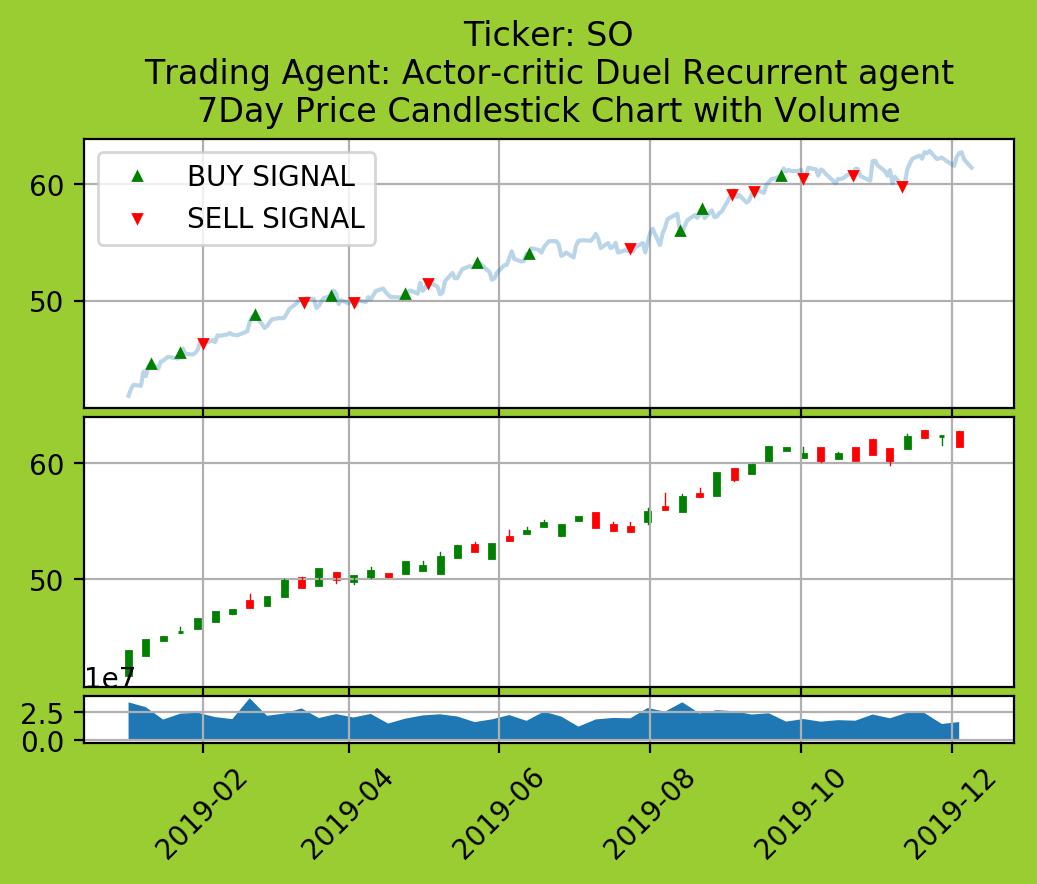 Ticker: SO
Trading Agent: Actor-critic Duel Recurrent agent
7Day Price Candlestick Chart with Volume
BUY SIGNAL
SELL SIGNAL
60
50
60
50
1e7
2.5
0.0
2019-02
2019-04
2019-06
2019-08
2019-10
2019-12